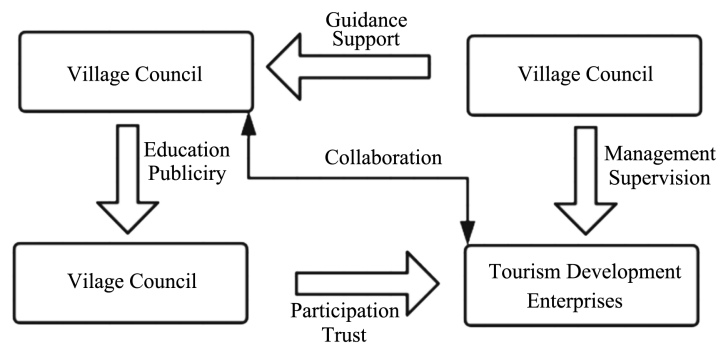 Guidance
Support
Village Council
Village Council
Education
Publiciry
Collaboration
Management
Supervision
Vilage Council
Participation
Trust
Tourism Development
Enterprises